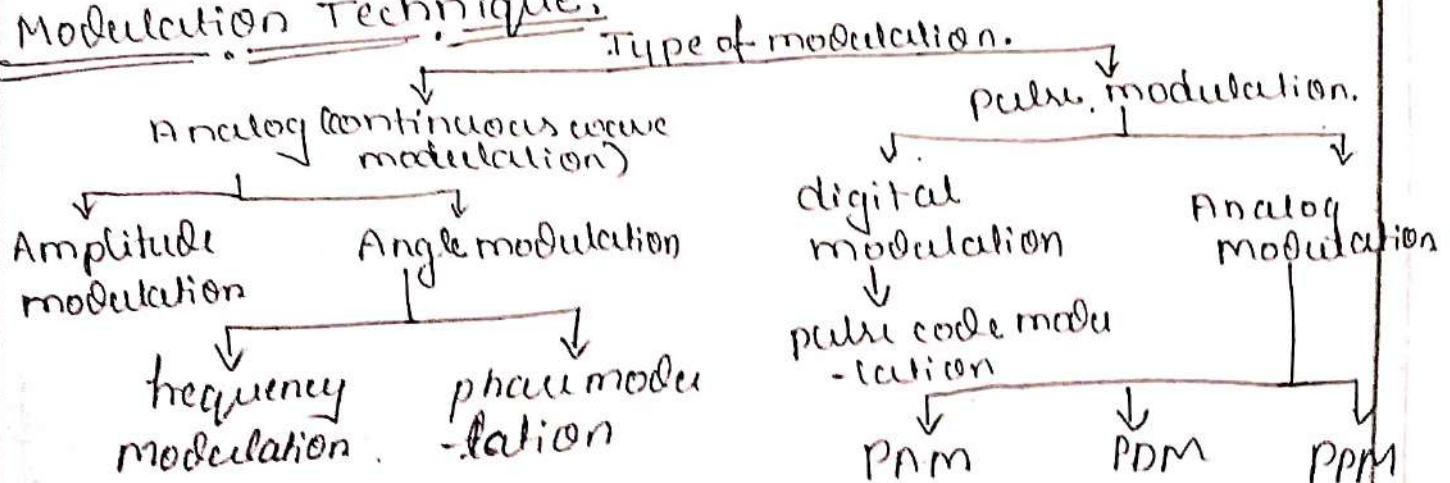 Modulation Technique.
Type of modulation.
Analog (continuous wave
modulation)
pulse. modulation.
Amplitude
modulation
Angle modulation
digital
modulation
Analog
modulation
frequency
modulation.
phase modu
-lation
pulse code modu
-lation
PAM
PDM
PPM